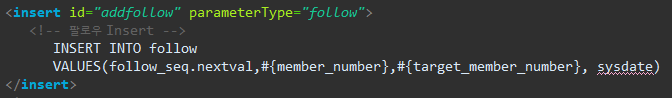 <insert id="addfollow" parameterType="follow">
<!-- 팔로우 Insert -->
INSERT INTO follow
VALUES(follow_seq.nextval,#{member_number},#{target_member_number}, sysdate)
</insert>